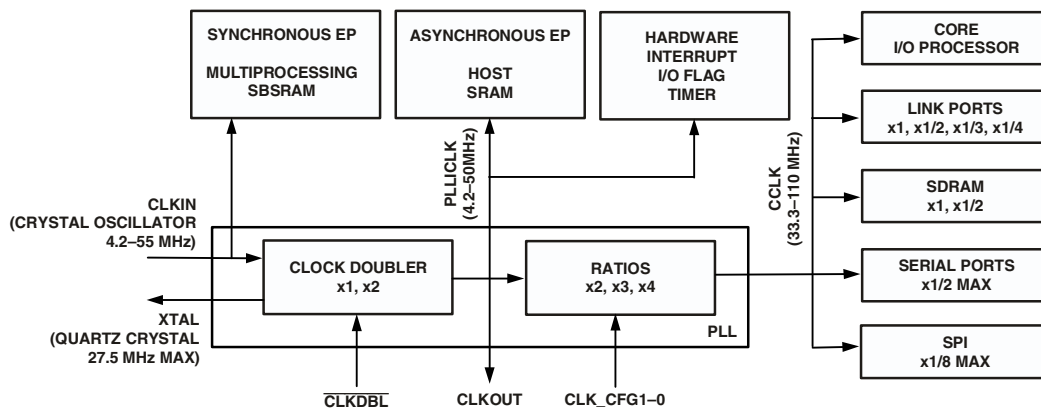 SYNCHRONOUS EP
MULTIPROCESSING
SBSRAM
ASYNCHRONOUS EP
HOST
SRAM
HARDWARE
INTERRUPT
I/O FLAG
TIMER
CORE
I/O PROCESSOR
LINK PORTS
x1, x1/2, x1/3, x1/4
SDRAM
x1, x1/2
SERIAL PORTS
x1/2 MAX
SPI
x1/8 MAX
PLLICLK
(4.2–50MHz)
CCLK
(33.3–110 MHz)
CLKIN
(CRYSTAL OSCILLATOR
4.2–55 MHz)
CLOCK DOUBLER
x1, x2
RATIOS
x2, x3, x4
PLL
XTAL
(QUARTZ CRYSTAL
27.5 MHz MAX)
CLKDBL
CLKOUT
CLK_CFG1–0